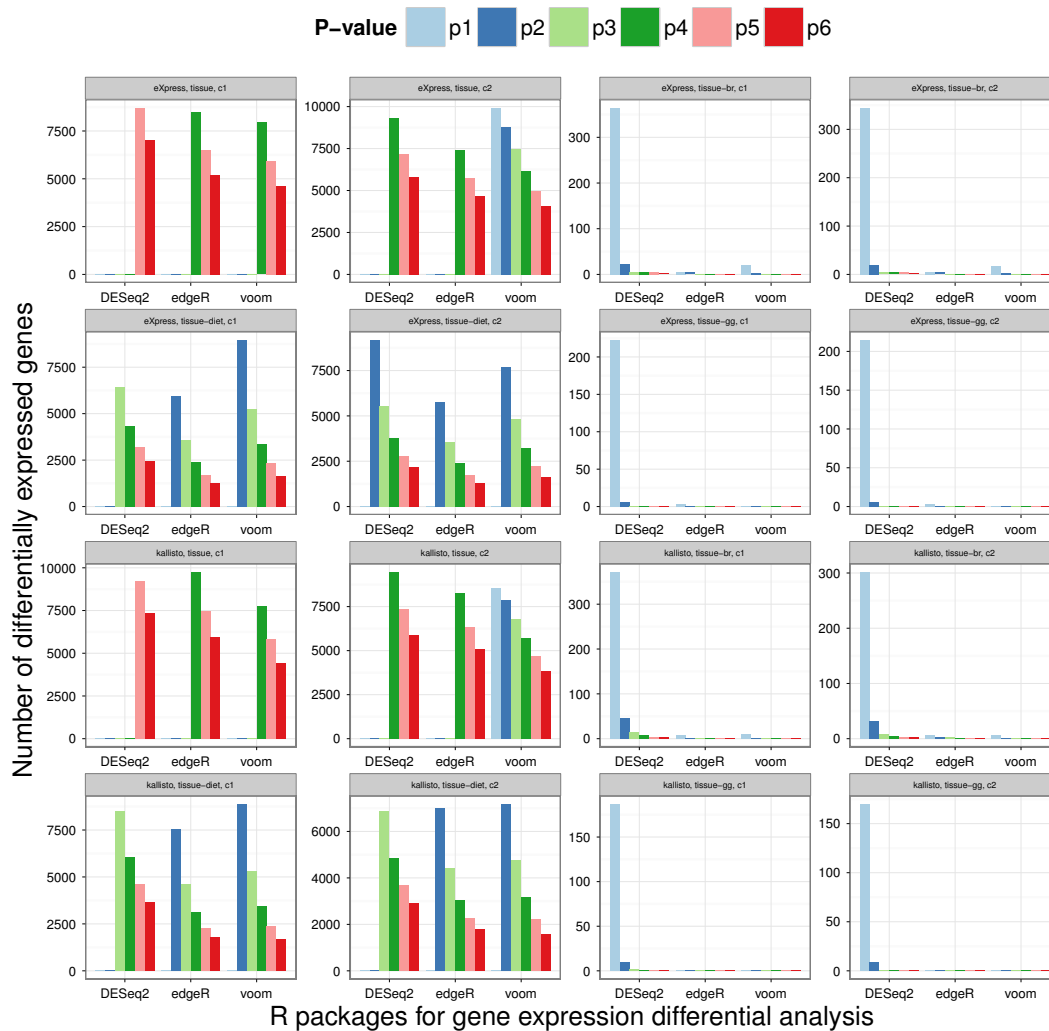 P−value p1 p2 p3 p4 p5 p6
Number of differentially expressed genes
eXpress, tissue, c1
7500
5000
2500
0
DESeq2 edgeR voom
eXpress, tissue, c2
10000
7500
5000
2500
0
DESeq2 edgeR voom
eXpress, tissue−br, c1
300
200
100
0
DESeq2 edgeR voom
eXpress, tissue−br, c2
300
200
100
0
DESeq2 edgeR voom
eXpress, tissue−diet, c1
7500
5000
2500
0
DESeq2 edgeR voom
eXpress, tissue−diet, c2
7500
5000
2500
0
DESeq2 edgeR voom
eXpress, tissue−gg, c1
200
150
100
50
0
DESeq2 edgeR voom
eXpress, tissue−gg, c2
200
150
100
50
0
DESeq2 edgeR voom
kallisto, tissue, c1
10000
7500
5000
2500
0
DESeq2 edgeR voom
kallisto, tissue, c2
7500
5000
2500
0
DESeq2 edgeR voom
kallisto, tissue−br, c1
300
200
100
0
DESeq2 edgeR voom
kallisto, tissue−br, c2
300
200
100
0
DESeq2 edgeR voom
kallisto, tissue−diet, c1
7500
5000
2500
0
DESeq2 edgeR voom
kallisto, tissue−diet, c2
6000
4000
2000
0
DESeq2 edgeR voom
kallisto, tissue−gg, c1
150
100
50
0
DESeq2 edgeR voom
kallisto, tissue−gg, c2
150
100
50
0
DESeq2 edgeR voom
R packages for gene expression differential analysis